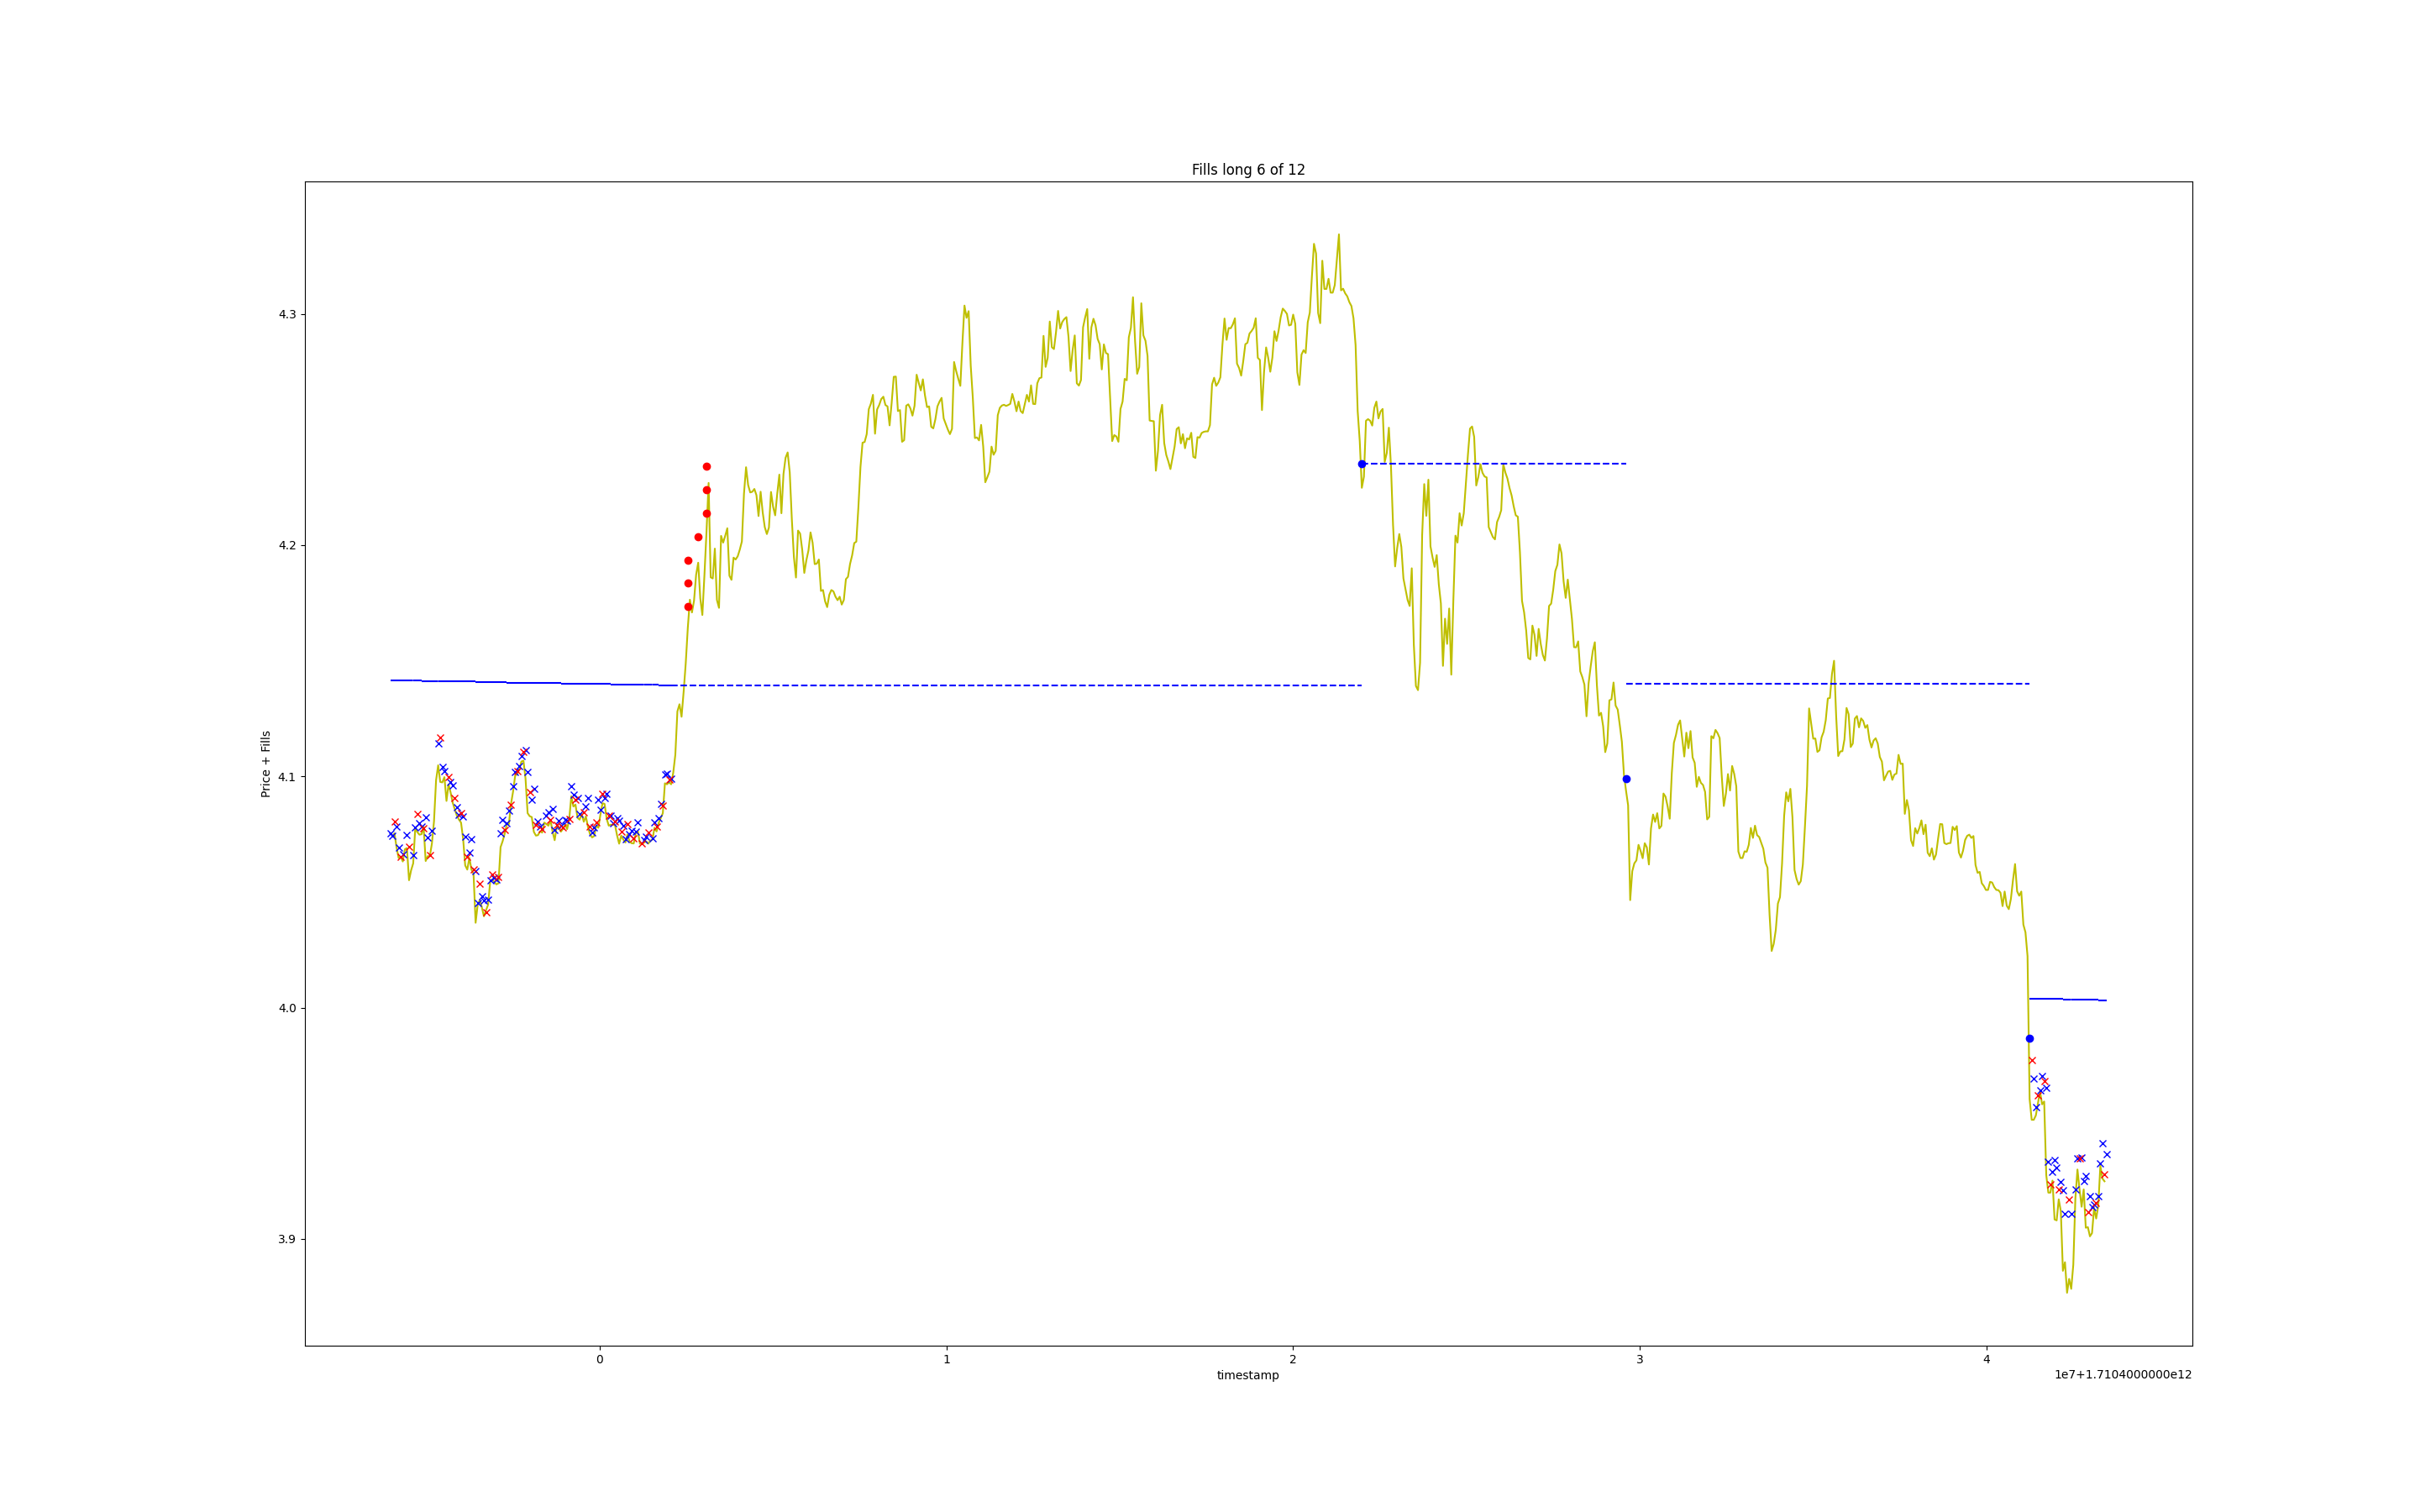 Fills long 6 of 12
Price + Fills
4.3
4.2
4.1
4.0
3.9
0 1 2 3 4
timestamp
1e7+1.7104000000e12